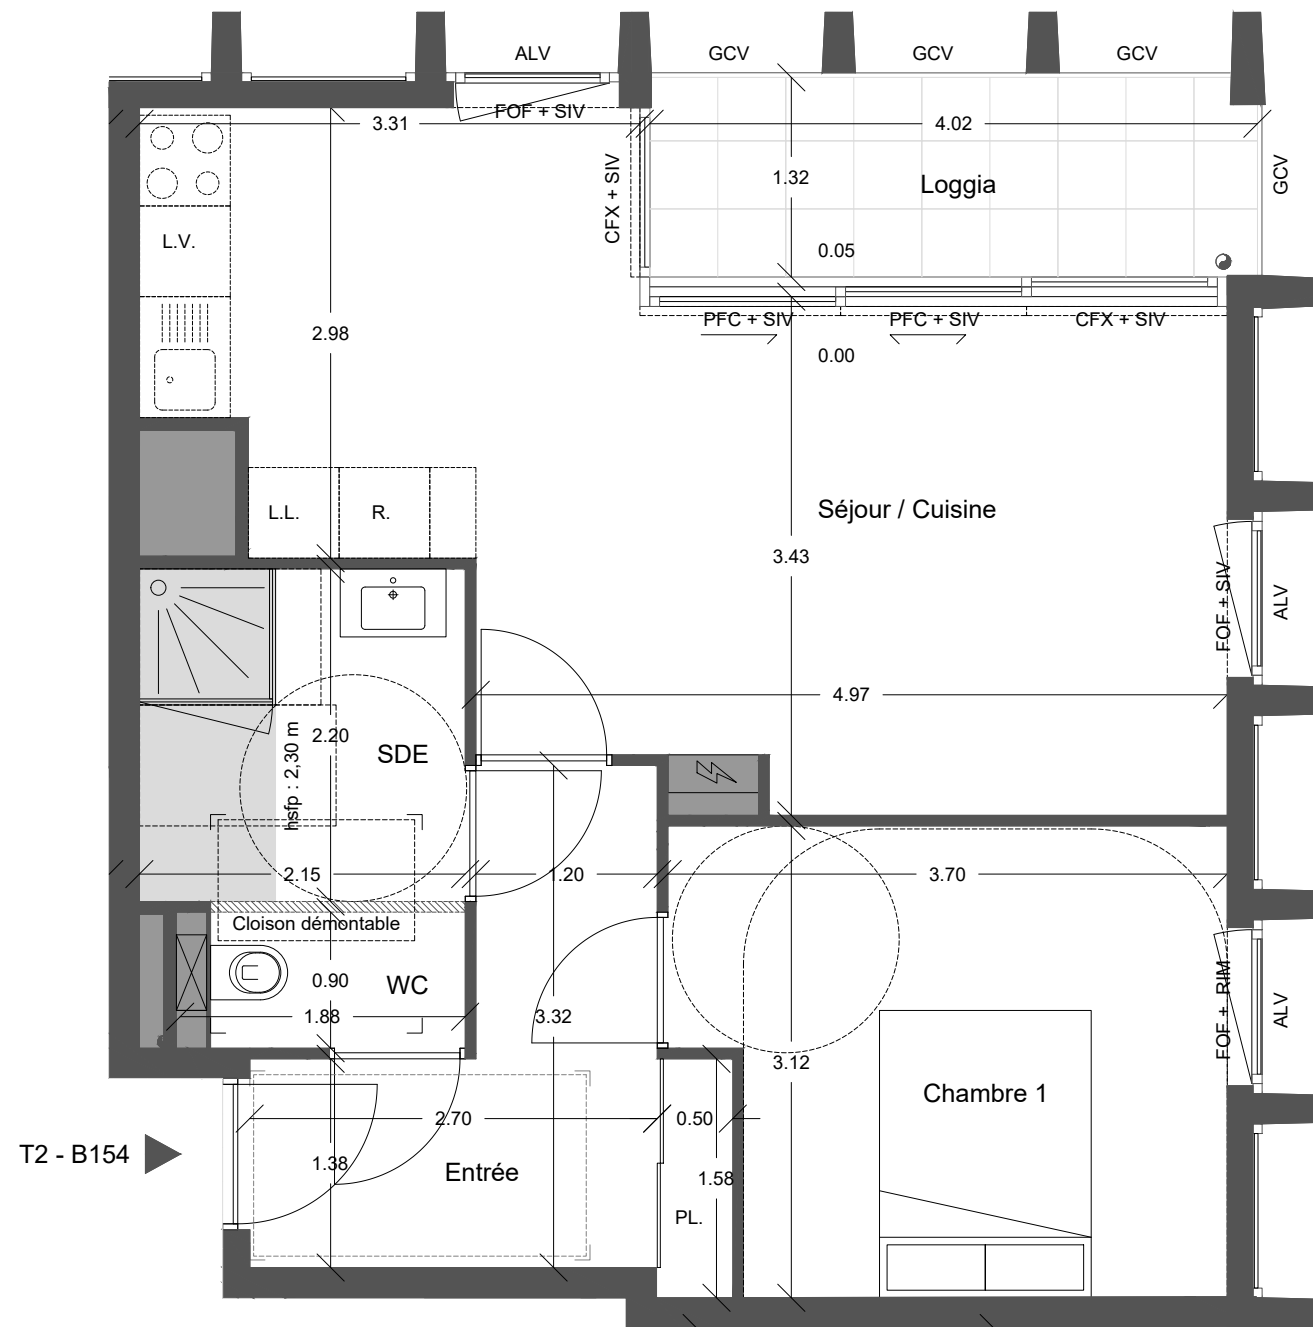 ALV
GCV
GCV
GCV
FOF + SIV
3.31
4.02
CFX + SIV
1.32
Loggia
GCV
L.V.
0.05
PFC + SIV
PFC + SIV
CFX + SIV
2.98
0.00
L.L.
R.
Séjour / Cuisine
3.43
FOF + SIV
ALV
4.97
2.20
SDE
hsfp : 2,30 m
2.15
1.20
3.70
Cloison démontable
0.90
WC
1.88
3.32
FOF + RIM
ALV
3.12
Chambre 1
2.70
0.50
T2 - B154
1.38
Entrée
1.58
PL.